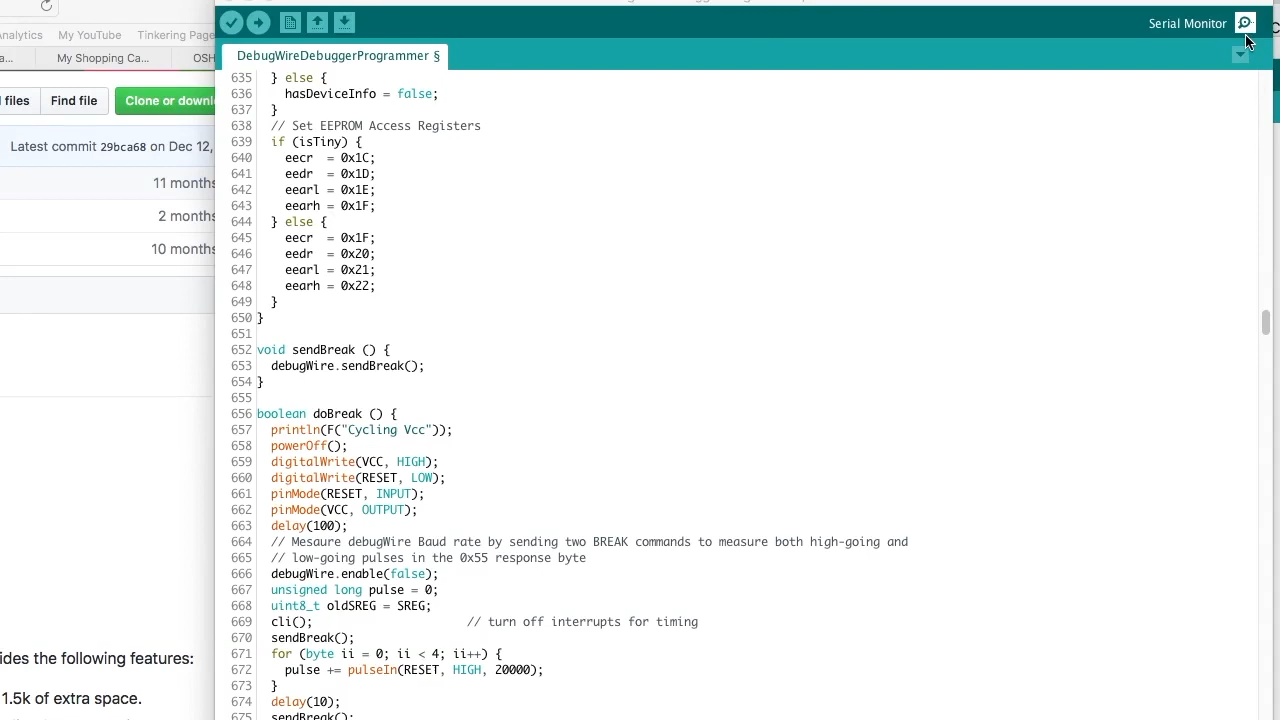 Serial Monitor
Analytics My YouTube Tinkering Page
a... My Shopping Ca... OSH
DebugWireDebuggerProgrammer §
files Find file Clone or downl
Latest commit 29bca68 on Dec 12,
11 months
2 months
10 months
ides the following features:
1.5k of extra space.
635 } else {
636 hasDeviceInfo = false;
637 }
638 // Set EEPROM Access Registers
639 if (isTiny) {
640 eecr = 0x1C;
641 eedr = 0x1D;
642 eearl = 0x1E;
643 eearh = 0x1F;
644 } else {
645 eecr = 0x1F;
646 eedr = 0x20;
647 eearl = 0x21;
648 eearh = 0x22;
649 }
650 }
651
652 void sendBreak () {
653 debugWire.sendBreak();
654 }
655
656 boolean doBreak () {
657 println(F("Cycling Vcc"));
658 powerOff();
659 digitalWrite(VCC, HIGH);
660 digitalWrite(RESET, LOW);
661 pinMode(RESET, INPUT);
662 pinMode(VCC, OUTPUT);
663 delay(100);
664 // Mesaure debugWire Baud rate by sending two BREAK commands to measure both high-going and
665 // low-going pulses in the 0x55 response byte
666 debugWire.enable(false);
667 unsigned long pulse = 0;
668 uint8_t oldSREG = SREG;
669 cli(); // turn off interrupts for timing
670 sendBreak();
671 for (byte ii = 0; ii < 4; ii++) {
672 pulse += pulseIn(RESET, HIGH, 20000);
673 }
674 delay(10);
675 sendBreak();